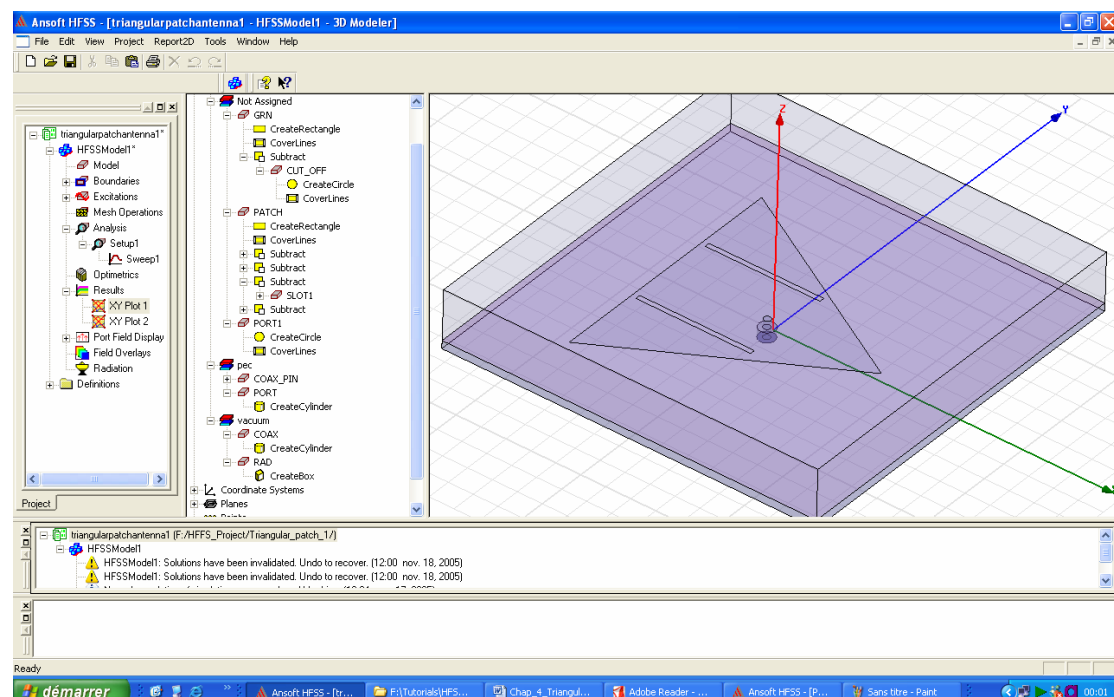 Ansoft HFSS - [triangularpatchantenna1 - HFSSModel1 - 3D Modeler]
File Edit View Project Report2D Tools Window Help
triangularpatchantenna1*
HFSSModel1*
Model
Boundaries
Excitations
Mesh Operations
Analysis
Setup1
Sweep1
Optimetrics
Results
XY Plot 1
XY Plot 2
Port Field Display
Field Overlays
Radiation
Definitions
Project
Not Assigned
GRN
CreateRectangle
CoverLines
Subtract
CUT_OFF
CreateCircle
CoverLines
PATCH
CreateRectangle
CoverLines
Subtract
Subtract
Subtract
SLOT1
Subtract
PORT1
CreateCircle
CoverLines
pec
COAX_PIN
PORT
CreateCylinder
vacuum
COAX
CreateCylinder
RAD
CreateBox
Coordinate Systems
Planes
Z
Y
triangularpatchantenna1 (F:/HFFS_Project/Triangular_patch_1/)
HFSSModel1
HFSSModel1: Solutions have been invalidated. Undo to recover. (12:00 nov. 18, 2005)
HFSSModel1: Solutions have been invalidated. Undo to recover. (12:00 nov. 18, 2005)
Ready
démarrer
Ansoft HFSS - [tr...
F:\Tutorials\HFS...
Chap_4_Triangul...
Adobe Reader - ...
Ansoft HFSS - [P...
Sans titre - Paint
00:01